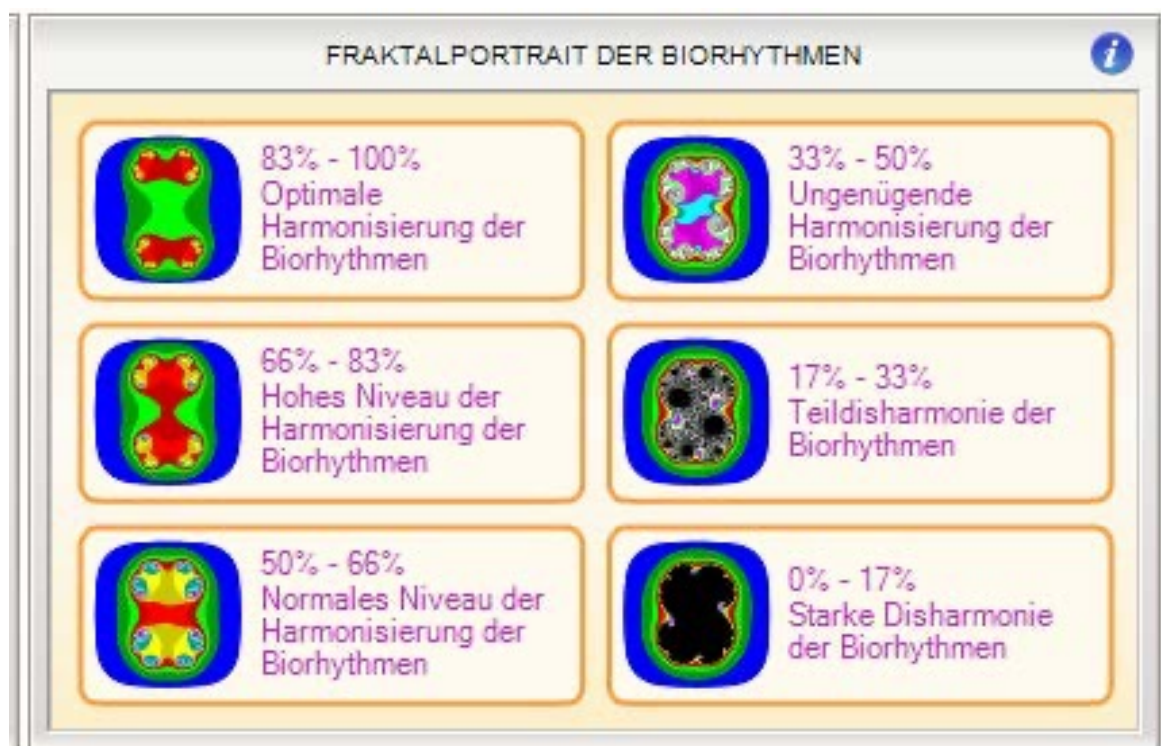 FRAKTALPORTRAIT DER BIORHYTHMEN
i
83% - 100%
Optimale
Harmonisierung der
Biorhythmen
33% - 50%
Ungenügende
Harmonisierung der
Biorhythmen
66% - 83%
Hohes Niveau der
Harmonisierung der
Biorhythmen
17% - 33%
Teildisharmonie der
Biorhythmen
50% - 66%
Normales Niveau der
Harmonisierung der
Biorhythmen
0% - 17%
Starke Disharmonie
der Biorhythmen